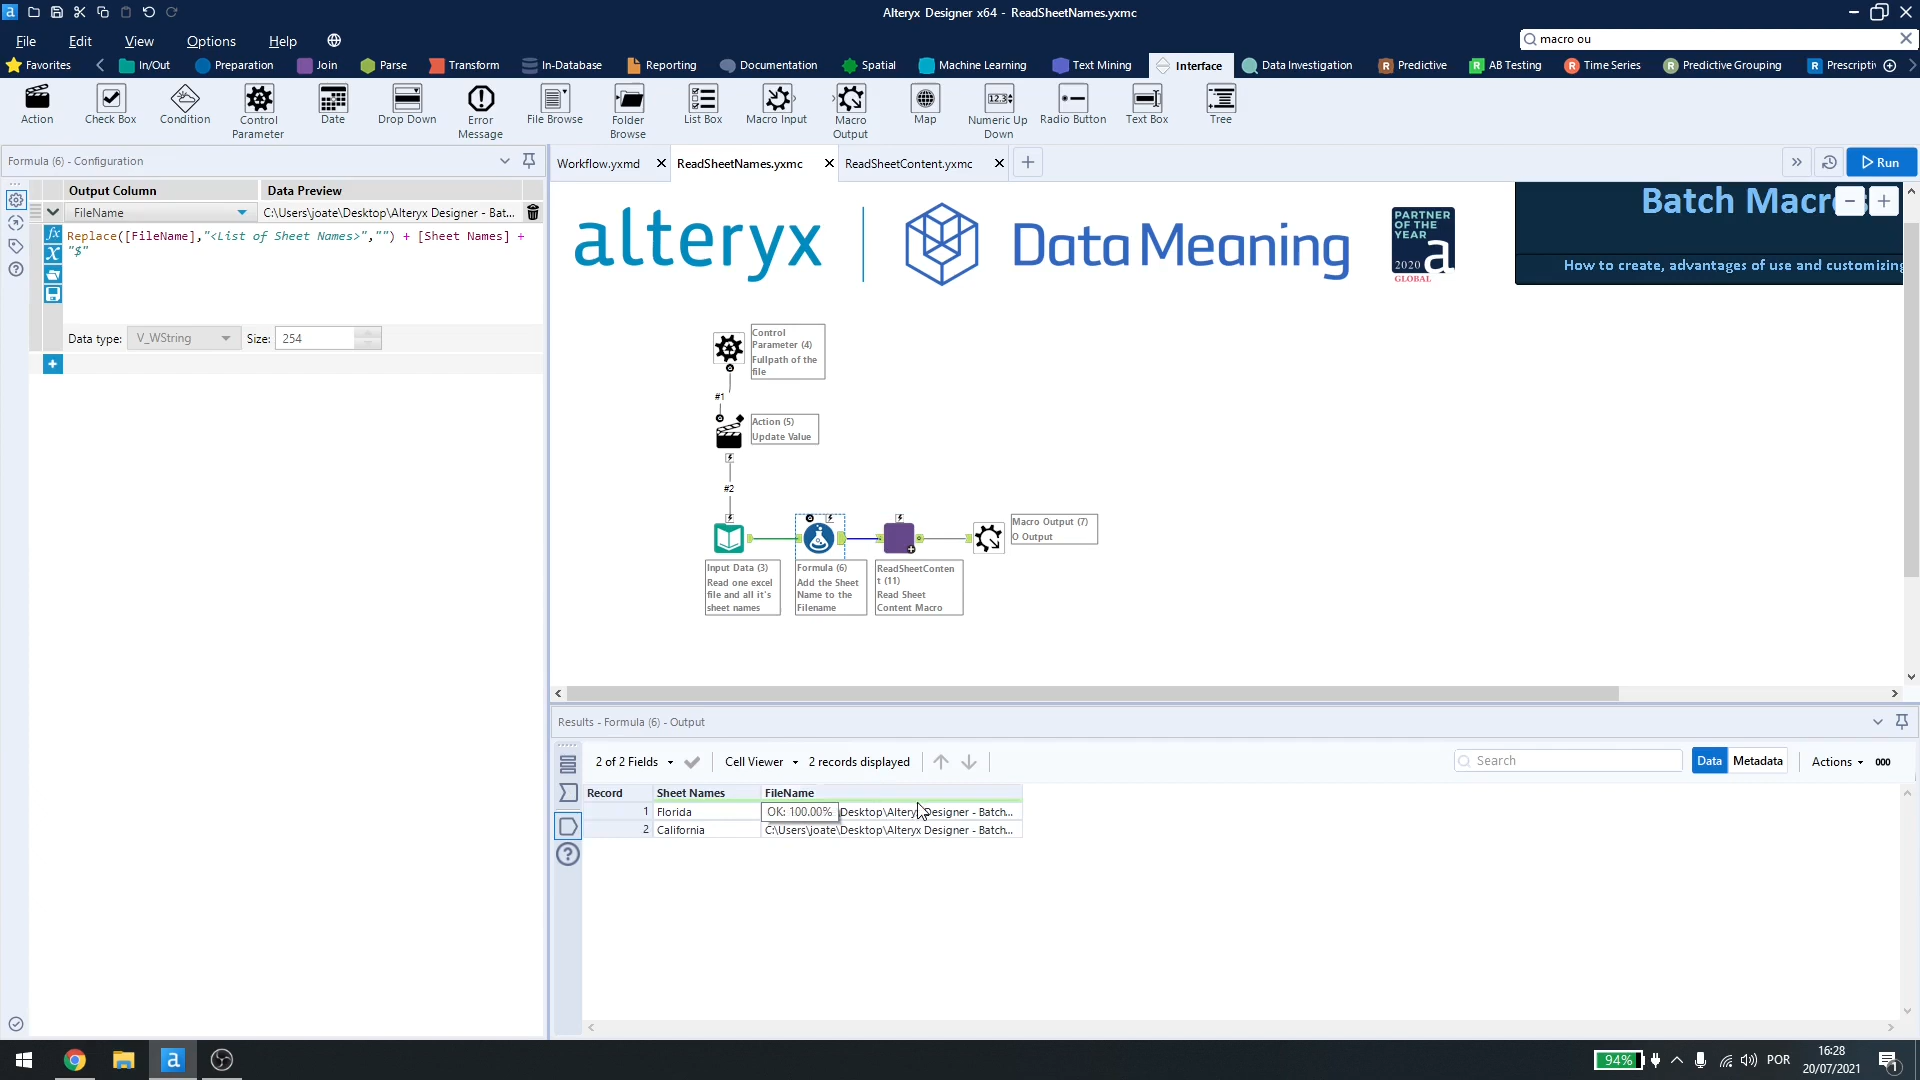 Alteryx Designer x64 - ReadSheetNames.yxmc
File Edit View Options Help
macro ou
Favorites In/Out Preparation Join Parse Transform In-Database Reporting Documentation Spatial Machine Learning Text Mining Interface Data Investigation Predictive AB Testing Time Series Predictive Grouping Prescripti
Action Check Box Condition Control Parameter Date Drop Down Error Message File Browse Folder Browse List Box Macro Input Macro Output Map Numeric Up Down Radio Button Text Box Tree
Formula (6) - Configuration
Workflow.yxmd ReadSheetNames.yxmc ReadSheetContent.yxmc
Run
Output Column Data Preview
FileName C:\Users\joate\Desktop\Alteryx Designer - Bat...
Replace([FileName],"<List of Sheet Names>","") + [Sheet Names] +
"$"
Data type: V_WString Size: 254
alteryx
Data Meaning
PARTNER
OF THE
YEAR
2020 a
GLOBAL
Batch Macro
How to create, advantages of use and customizing
Control
Parameter (4)
Fullpath of the
file
#1
Action (5)
Update Value
#2
Input Data (3)
Read one excel
file and all it's
sheet names
Formula (6)
Add the Sheet
Name to the
Filename
ReadSheetConten
t (11)
Read Sheet
Content Macro
Macro Output (7)
O Output
Results - Formula (6) - Output
2 of 2 Fields Cell Viewer 2 records displayed Search Data Metadata Actions 000
Record Sheet Names FileName
1 Florida OK: 100.00% \Desktop\Alteryx Designer - Batch...
2 California C:\Users\joate\Desktop\Alteryx Designer - Batch...
94% POR 16:28
20/07/2021
1